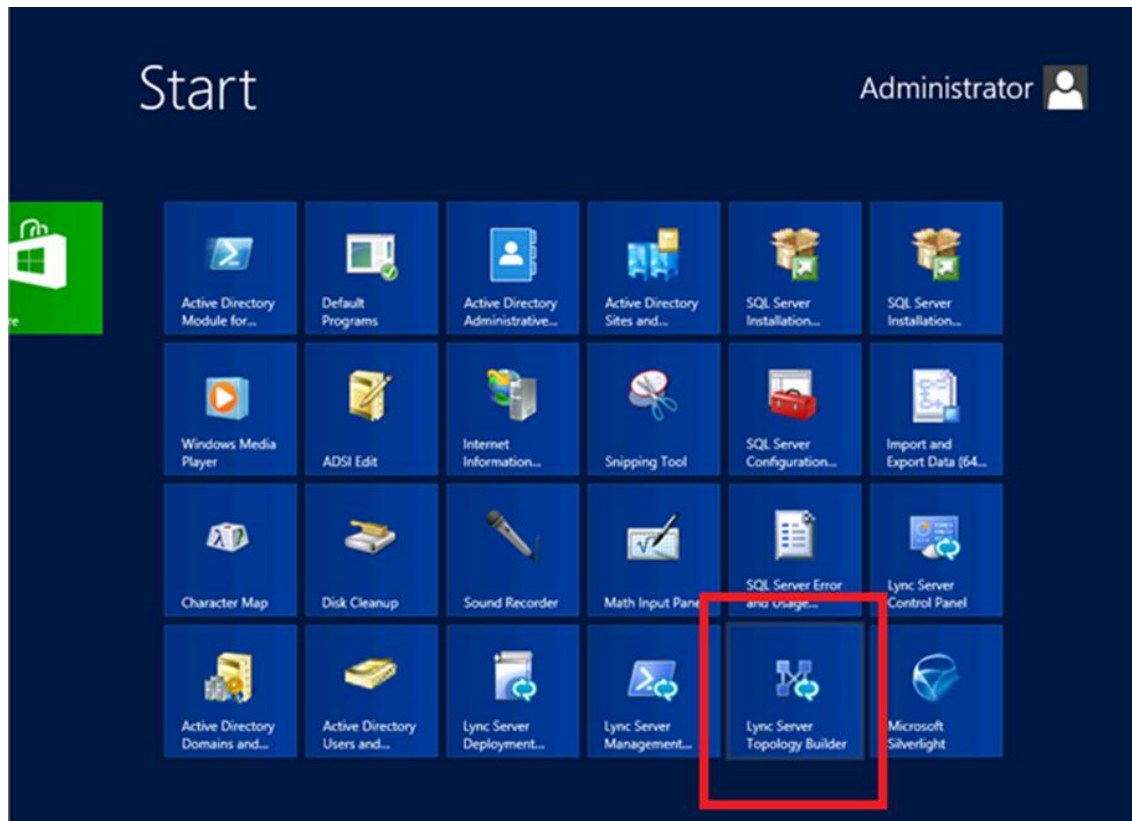 Start
Administrator
re
Active Directory
Module for...
Default
Programs
Active Directory
Administrative...
Active Directory
Sites and...
SQL Server
Installation...
SQL Server
Installation...
Windows Media
Player
ADSI Edit
Internet
Information...
Snipping Tool
SQL Server
Configuration...
Import and
Export Data (64...
Character Map
Disk Cleanup
Sound Recorder
Math Input Pane
SQL Server Error
and Usage...
Lync Server
Control Panel
Active Directory
Domains and...
Active Directory
Users and...
Lync Server
Deployment...
Lync Server
Management...
Lync Server
Topology Builder
Microsoft
Silverlight